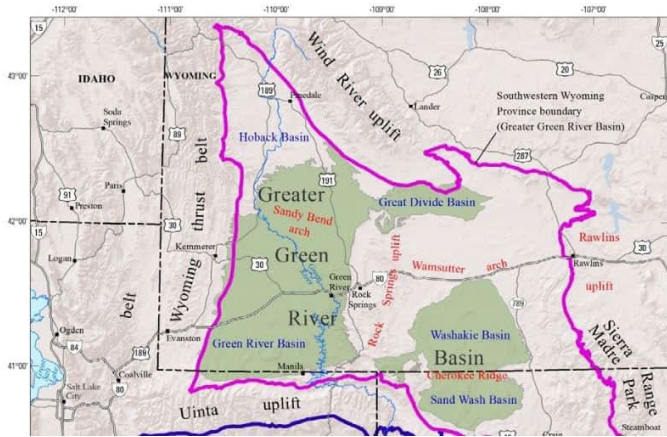 -111°00' -110°00' -109°00' -108°00' -107°00'
15
25
43°00'
42°00'
41°00'
IDAHO
WYOMING
Soda
Springs
Paris
Preston
Logan
Ogden
Coalville
Salt Lake
City
Evanston
Kemmerer
Pinedale
Lander
Casper
Rawlins
Green
River
Rock
Springs
Manila
Craig
Steamboat
91
15
89
30
30
189
84
80
189
189
191
26
20
287
80
30
789
Wyoming thrust belt
belt
Wind River uplift
Southwestern Wyoming
Province boundary
(Greater Green River Basin)
Hoback Basin
Greater
Green
River
Basin
Sandy Bend
arch
Great Divide Basin
Rock Springs uplift
Wamsutter arch
Rawlins
uplift
Sierra Madre
Park Range
Green River Basin
Washakie Basin
Cherokee Ridge
Sand Wash Basin
Uinta uplift